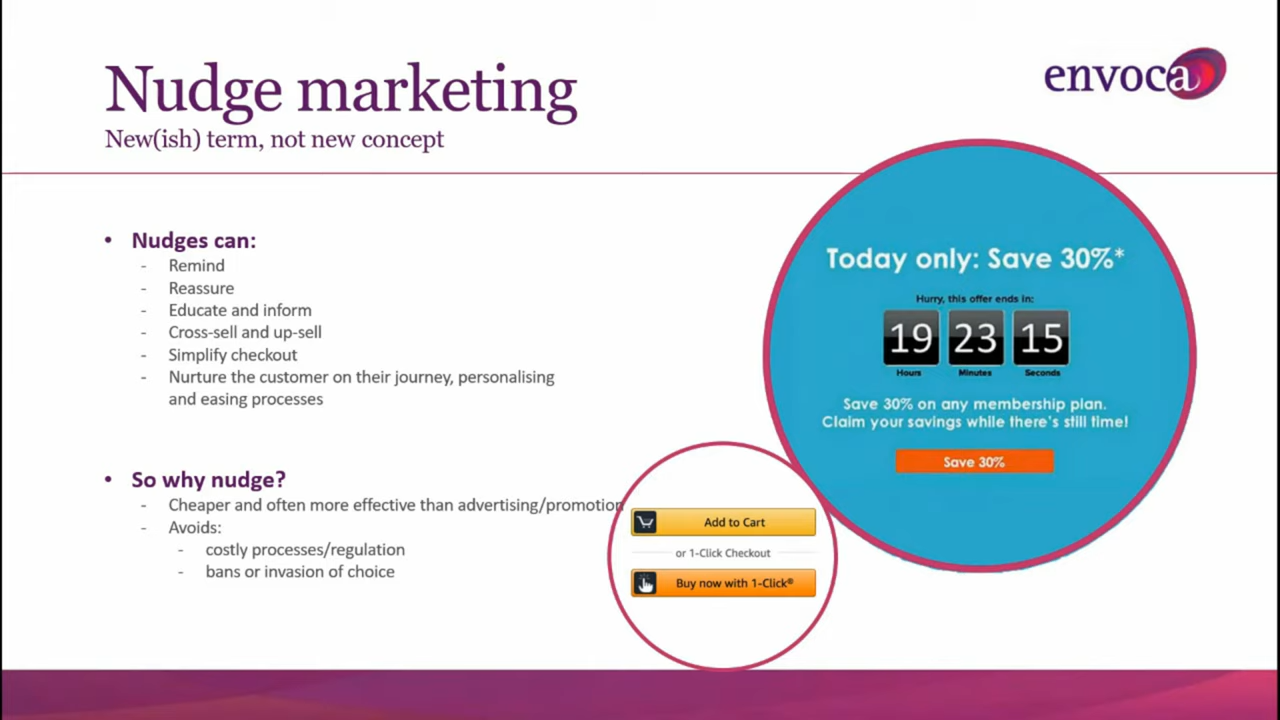 Nudge marketing
New(ish) term, not new concept
envoca
• Nudges can:
- Remind
- Reassure
- Educate and inform
- Cross-sell and up-sell
- Simplify checkout
- Nurture the customer on their journey, personalising
and easing processes
• So why nudge?
- Cheaper and often more effective than advertising/promotion
- Avoids:
- costly processes/regulation
- bans or invasion of choice
Today only: Save 30%*
Hurry, this offer ends in:
19 23 15
Hours Minutes Seconds
Save 30% on any membership plan.
Claim your savings while there's still time!
Save 30%
Add to Cart
or 1-Click Checkout
Buy now with 1-Click®